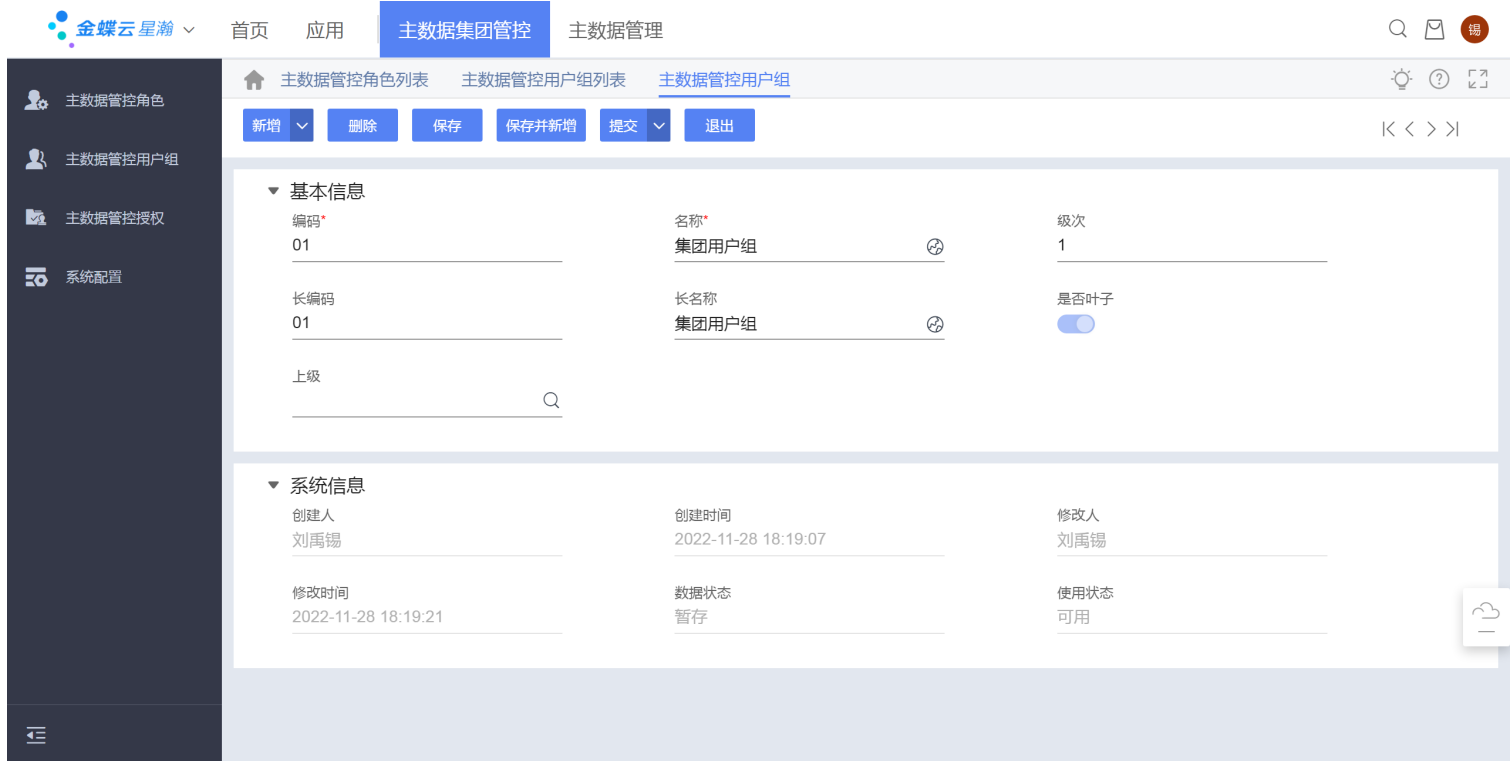 金蝶云 星瀚 首页 应用 主数据集团管控 主数据管理 锡
主数据管控角色
主数据管控用户组
主数据管控授权
系统配置
主数据管控角色列表 主数据管控用户组列表 主数据管控用户组
新增 删除 保存 保存并新增 提交 退出
基本信息
编码* 名称* 级次
01 集团用户组 1
长编码 长名称 是否叶子
01 集团用户组
上级
系统信息
创建人 创建时间 修改人
刘禹锡 2022-11-28 18:19:07 刘禹锡
修改时间 数据状态 使用状态
2022-11-28 18:19:21 暂存 可用